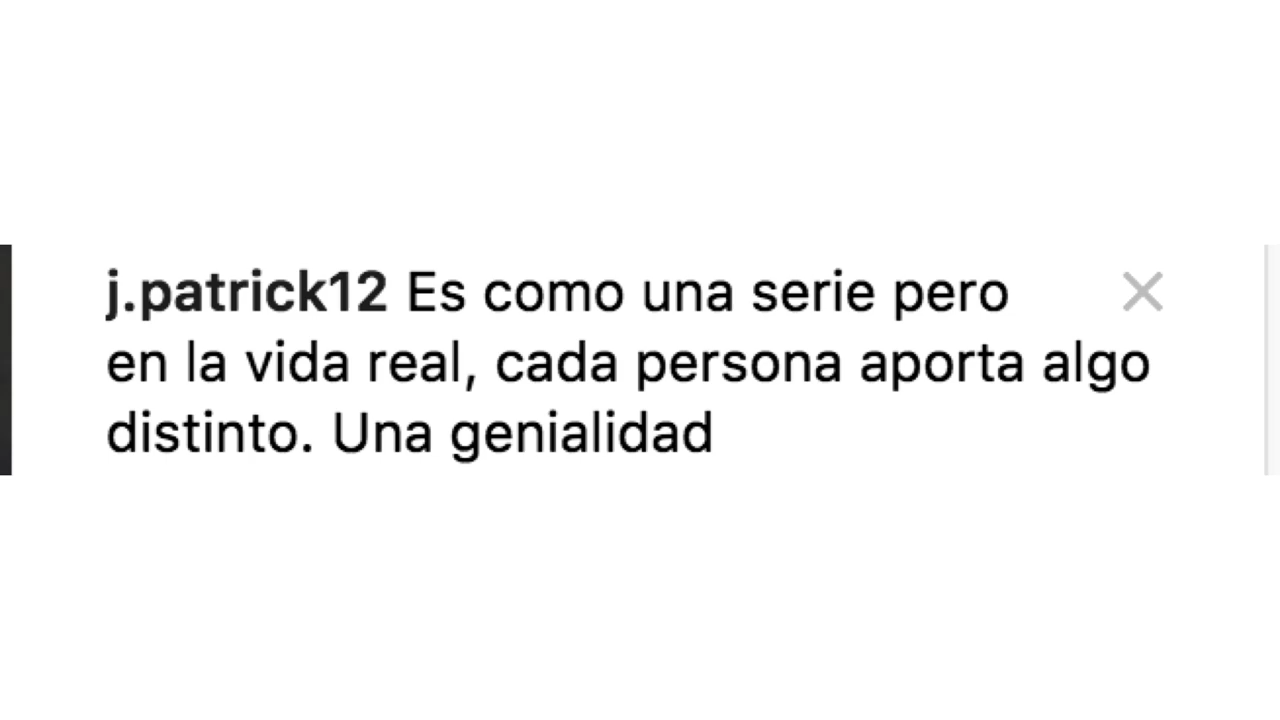 j.patrick12 Es como una serie pero
en la vida real, cada persona aporta algo
distinto. Una genialidad